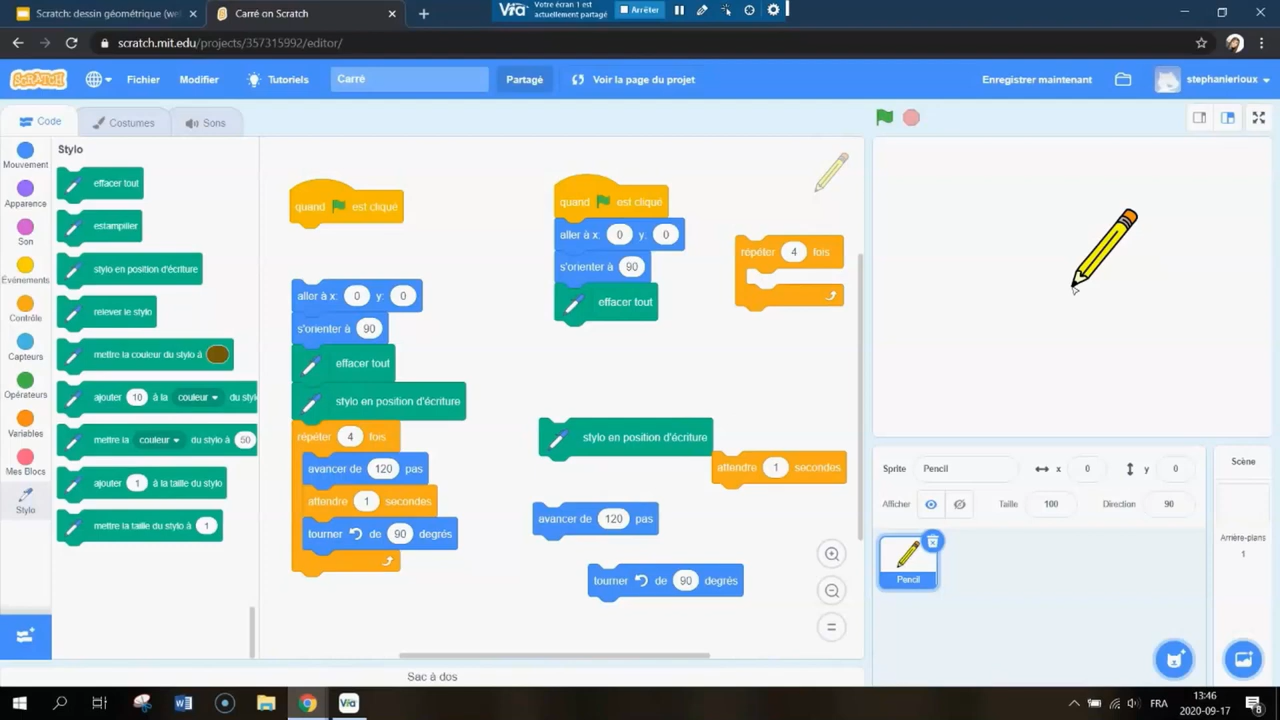 Scratch: dessin géométrique (we
Carré on Scratch
Via
Votre écran 1 est
actuellement partagé
Arrêter
scratch.mit.edu/projects/357315992/editor/
SCRATCH
Fichier
Modifier
Tutoriels
Carré
Partagé
Voir la page du projet
Enregistrer maintenant
stephanierioux
Code
Costumes
Sons
Mouvement
Apparence
Son
Évènements
Contrôle
Capteurs
Opérateurs
Variables
Mes Blocs
Stylo
Stylo
effacer tout
estampiller
stylo en position d'écriture
relever le stylo
mettre la couleur du stylo à
ajouter 10 à la couleur du stylo
mettre la couleur du stylo à 50
ajouter 1 à la taille du stylo
mettre la taille du stylo à 1
quand est cliqué
aller à x: 0 y: 0
s'orienter à 90
effacer tout
stylo en position d'écriture
répéter 4 fois
avancer de 120 pas
attendre 1 secondes
tourner de 90 degrés
quand est cliqué
aller à x: 0 y: 0
s'orienter à 90
effacer tout
répéter 4 fois
stylo en position d'écriture
attendre 1 secondes
avancer de 120 pas
tourner de 90 degrés
Sac à dos
Sprite
Pencil
x
0
y
0
Afficher
Taille
100
Direction
90
Pencil
Scène
Arrière-plans
1
Via
FRA
13:46
2020-09-17
8